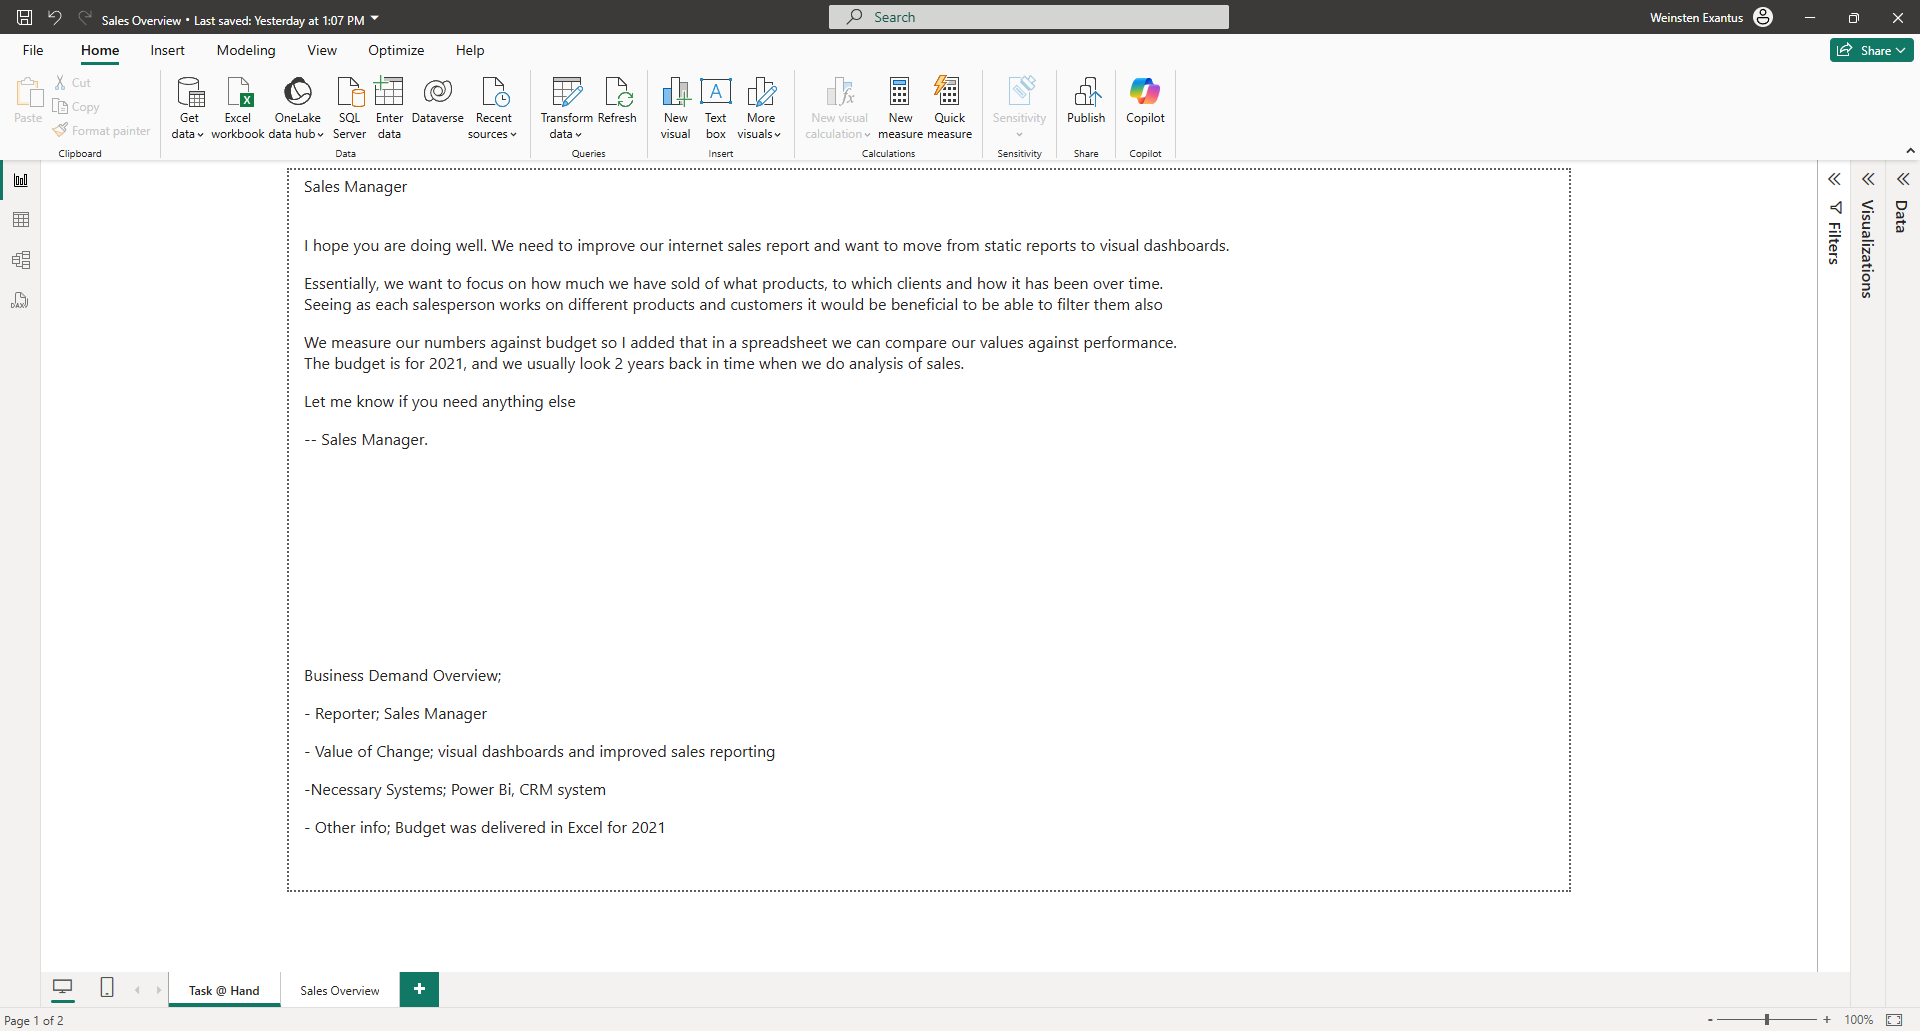 Sales Overview • Last saved: Yesterday at 1:07 PM
Search
Weinsten Exantus
File
Home
Insert
Modeling
View
Optimize
Help
Share
Paste
Cut
Copy
Format painter
Clipboard
Get data
Excel workbook
OneLake data hub
SQL Server
Enter data
Dataverse
Recent sources
Data
Transform data
Refresh
Queries
New visual
Text box
More visuals
Insert
New visual calculation
New measure
Quick measure
Calculations
Sensitivity
Sensitivity
Publish
Share
Copilot
Copilot
DAX
Sales Manager
I hope you are doing well. We need to improve our internet sales report and want to move from static reports to visual dashboards.
Essentially, we want to focus on how much we have sold of what products, to which clients and how it has been over time.
Seeing as each salesperson works on different products and customers it would be beneficial to be able to filter them also
We measure our numbers against budget so I added that in a spreadsheet we can compare our values against performance.
The budget is for 2021, and we usually look 2 years back in time when we do analysis of sales.
Let me know if you need anything else
-- Sales Manager.
Business Demand Overview;
- Reporter; Sales Manager
- Value of Change; visual dashboards and improved sales reporting
-Necessary Systems; Power Bi, CRM system
- Other info; Budget was delivered in Excel for 2021
Filters
Visualizations
Data
Task @ Hand
Sales Overview
+
Page 1 of 2
- + 100%